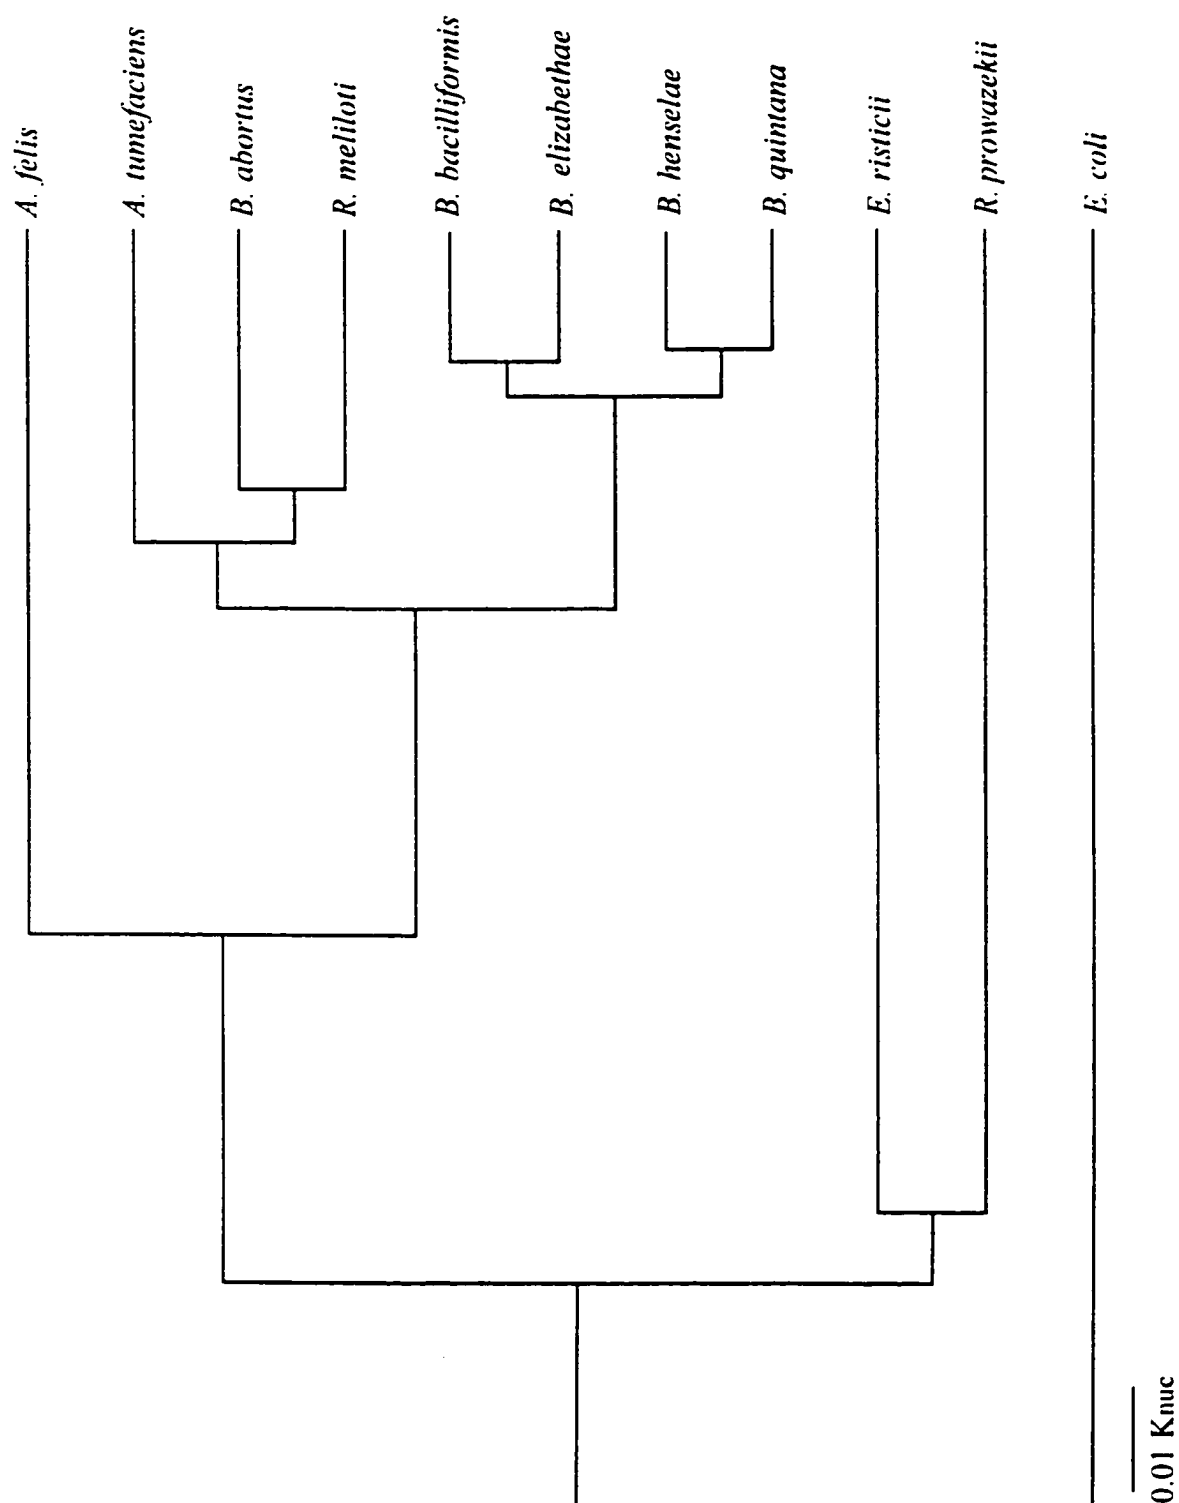 A. felis
A. tumefaciens
B. abortus
R. meliloti
B. bacilliformis
B. elizabethae
B. henselae
B. quintana
E. risticii
R. prowazekii
E. coli
0.01 Knuc